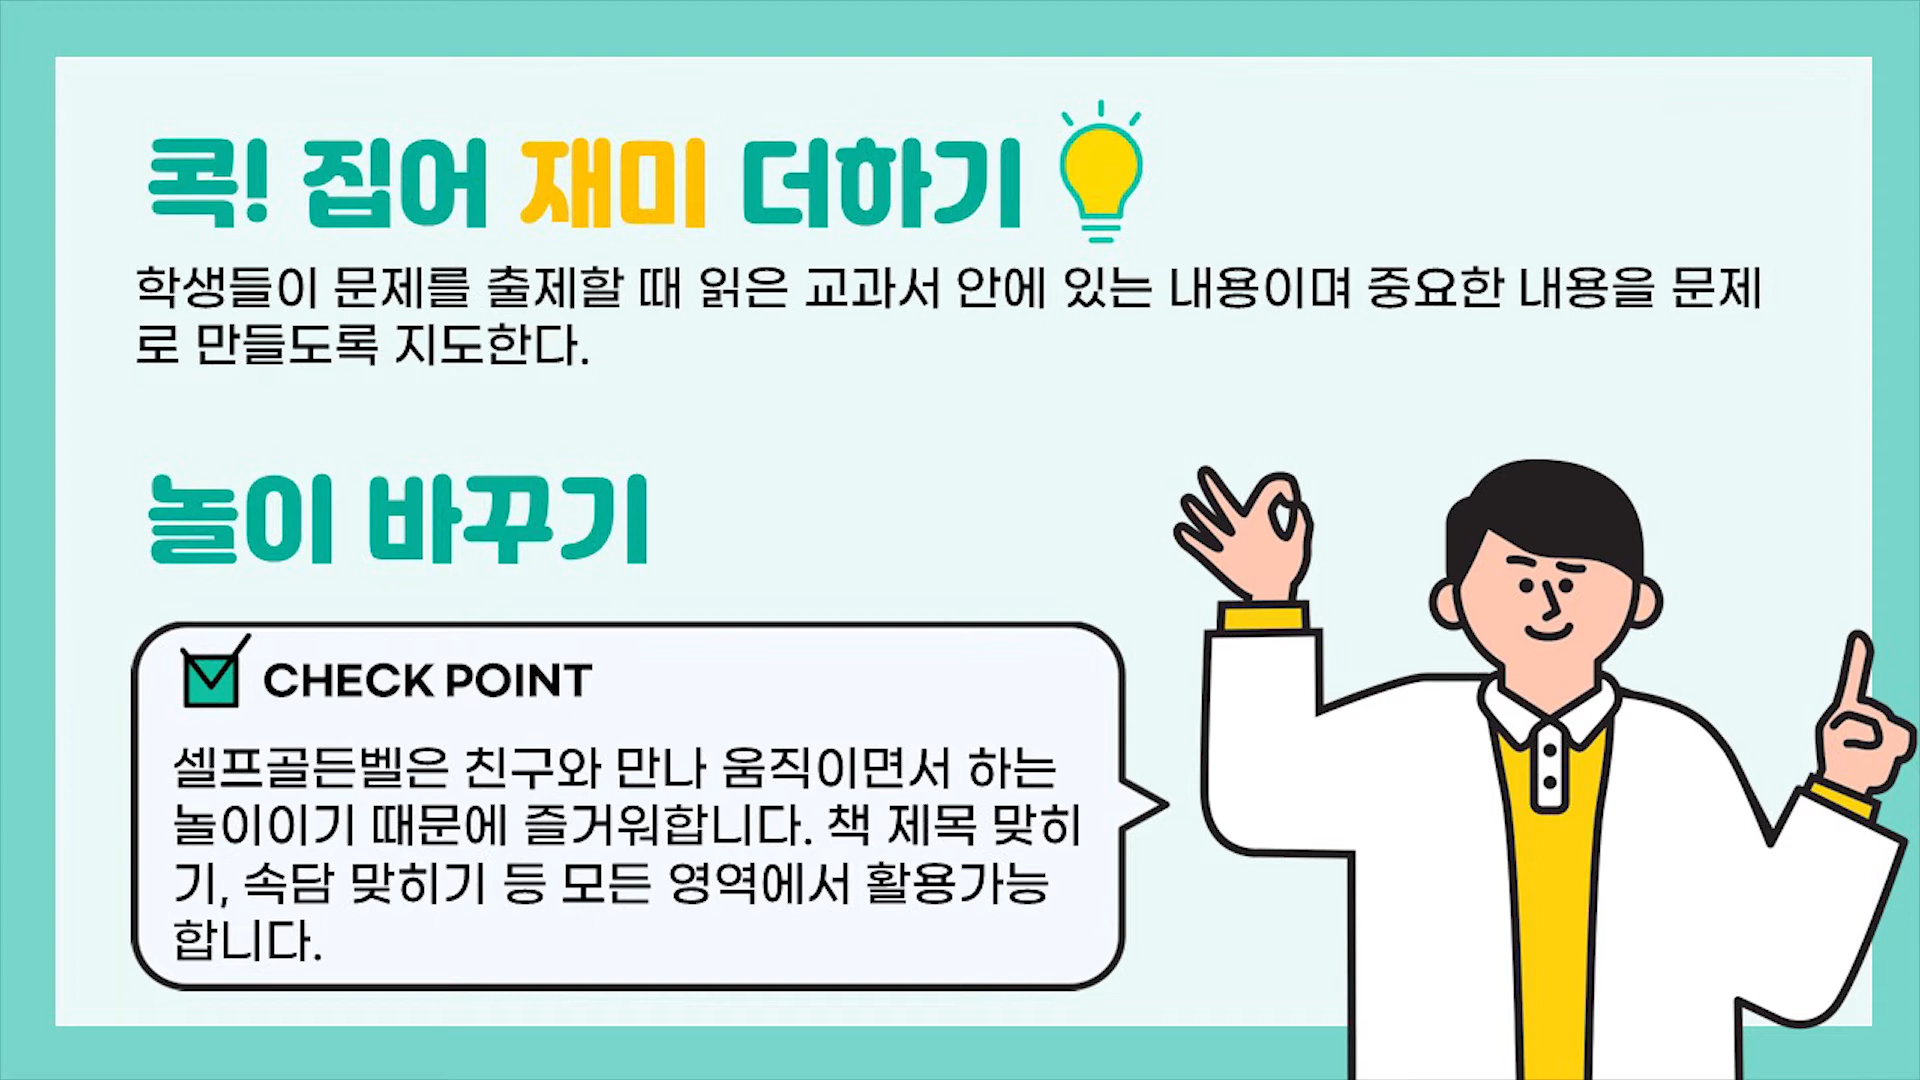 콕! 집어 재미 더하기
학생들이 문제를 출제할 때 읽은 교과서 안에 있는 내용이며 중요한 내용을 문제
로 만들도록 지도한다.
놀이 바꾸기
CHECK POINT
셀프골든벨은 친구와 만나 움직이면서 하는
놀이이기 때문에 즐거워합니다. 책 제목 맞히
기, 속담 맞히기 등 모든 영역에서 활용가능
합니다.